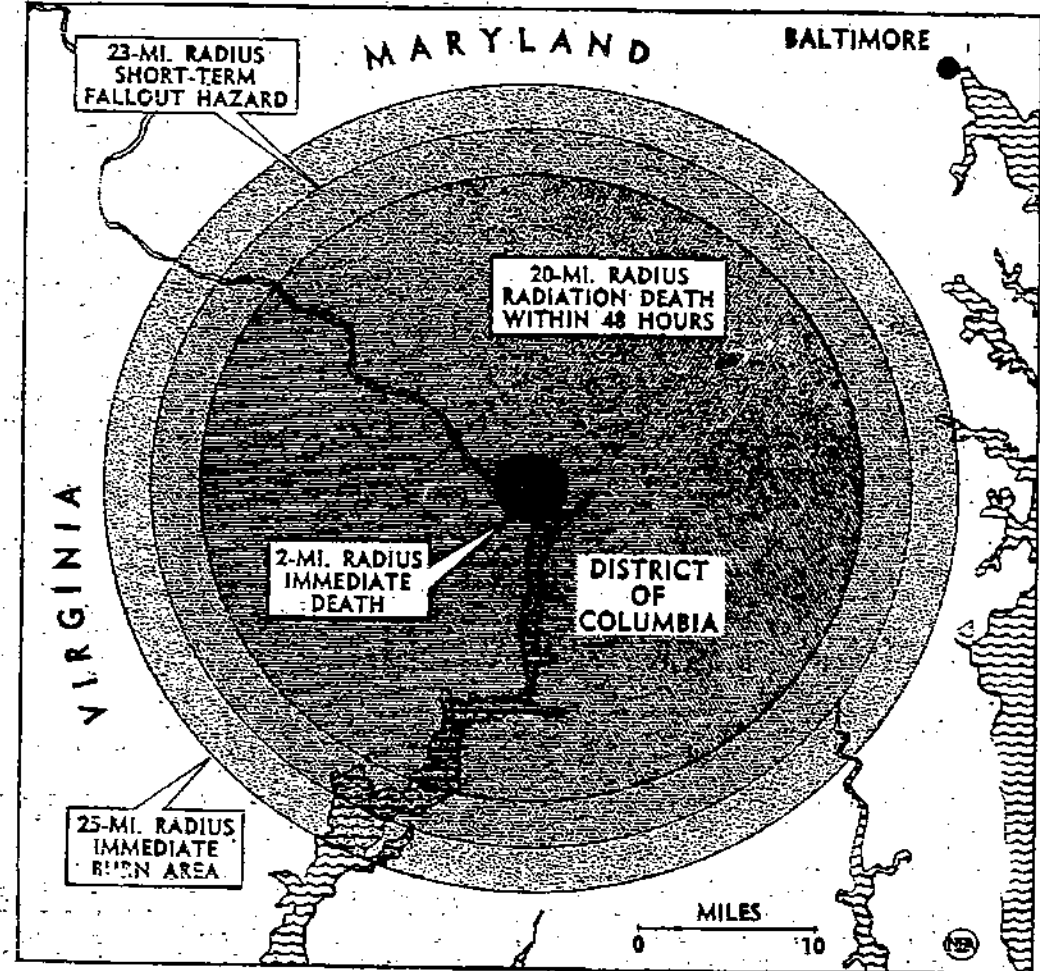 MARYLAND
BALTIMORE
23-MI. RADIUS
SHORT-TERM
FALLOUT HAZARD
20-MI. RADIUS
RADIATION DEATH
WITHIN 48 HOURS
VIRGINIA
2-MI. RADIUS
IMMEDIATE
DEATH
DISTRICT
OF
COLUMBIA
25-MI. RADIUS
IMMEDIATE
BURN AREA
MILES
0 10